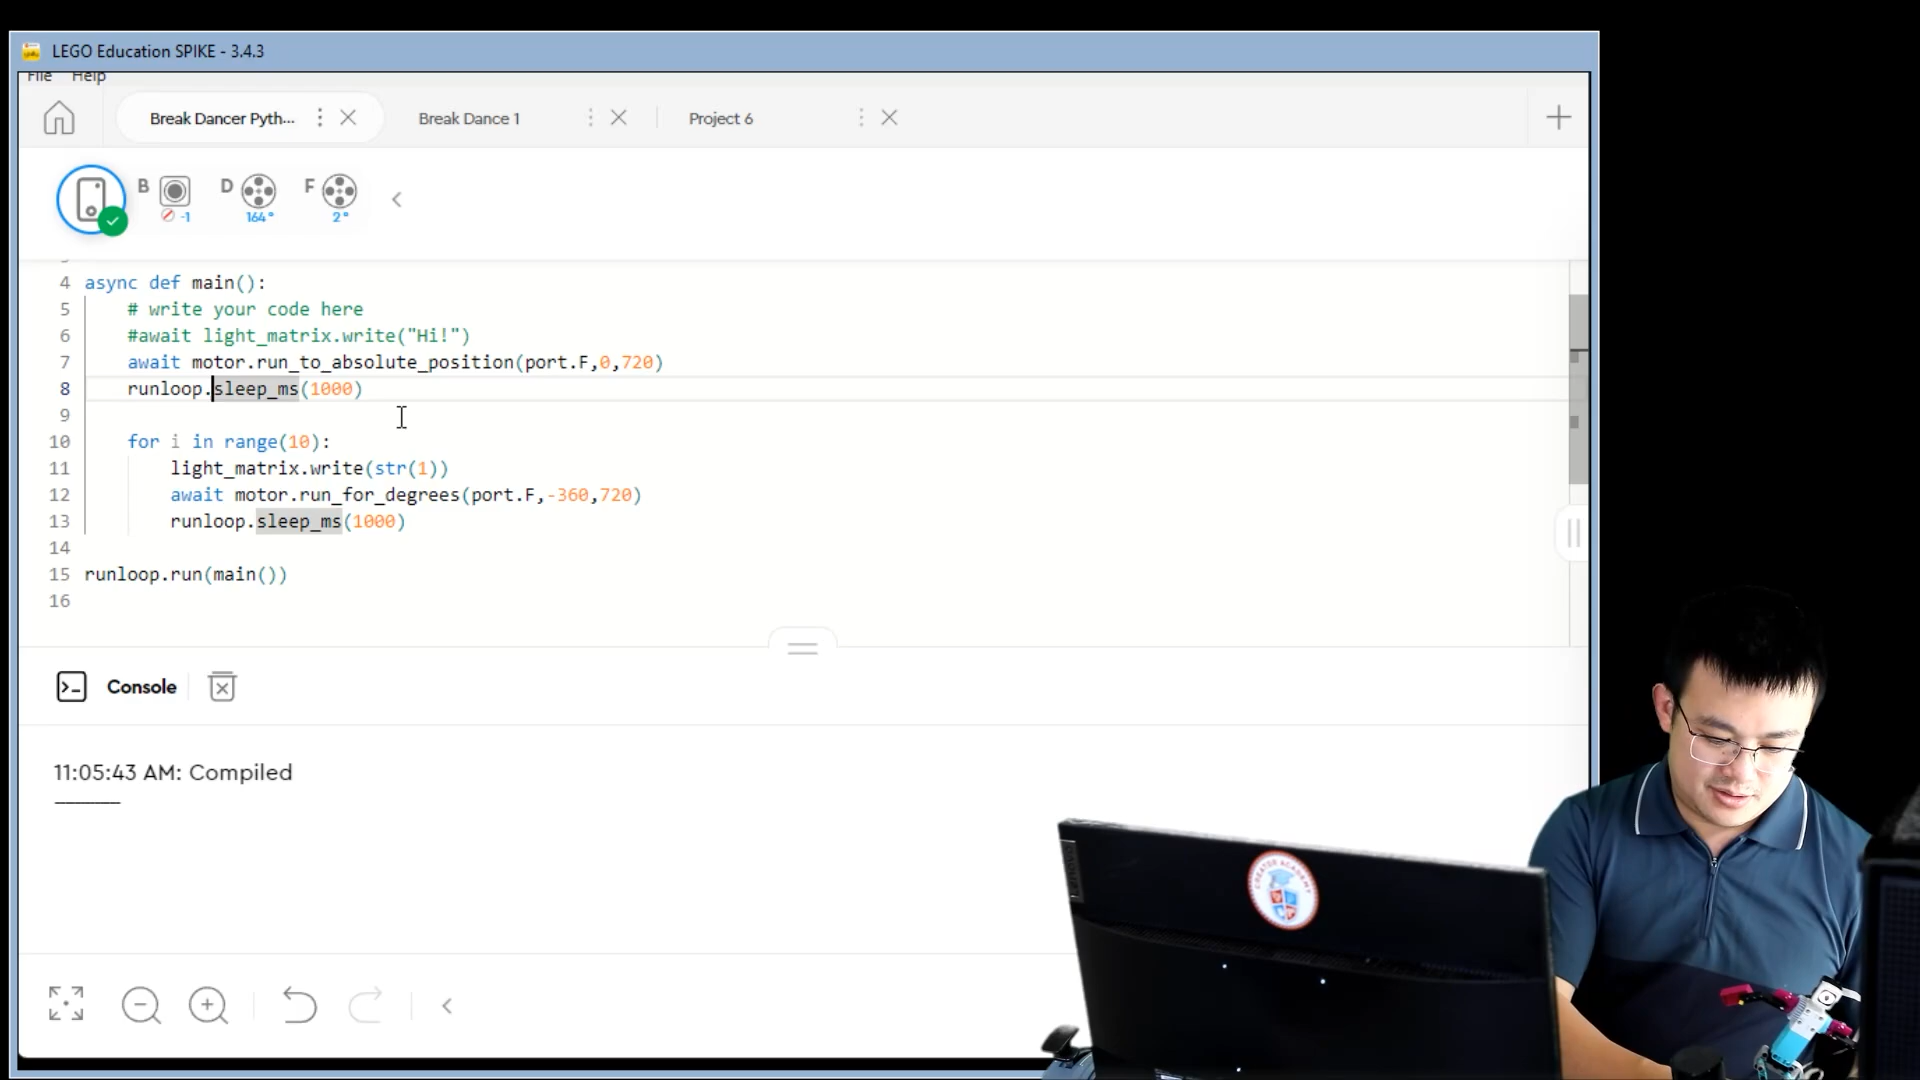 LEGO Education SPIKE - 3.4.3
File Help
Break Dancer Pyth...
Break Dance 1
Project 6
B
-1
D
164°
F
2°
4 async def main():
5 # write your code here
6 #await light_matrix.write("Hi!")
7 await motor.run_to_absolute_position(port.F,0,720)
8 runloop.sleep_ms(1000)
9
10 for i in range(10):
11 light_matrix.write(str(1))
12 await motor.run_for_degrees(port.F,-360,720)
13 runloop.sleep_ms(1000)
14
15 runloop.run(main())
16
Console
11:05:43 AM: Compiled
Lenovo
CREATOR ACADEMY